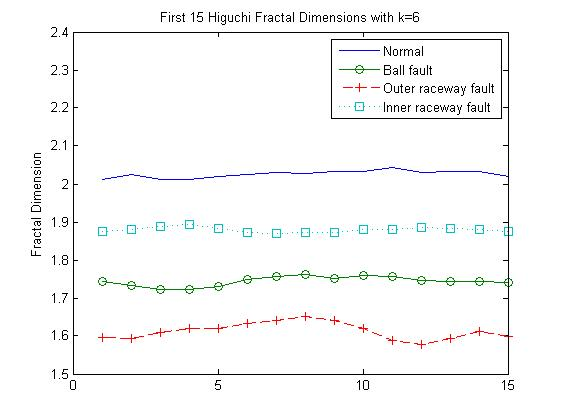 First 15 Higuchi Fractal Dimensions with k=6
2.4
2.3
2.2
2.1
2
1.9
1.8
1.7
1.6
1.5
Fractal Dimension
Normal
Ball fault
Outer raceway fault
Inner raceway fault
0
5
10
15